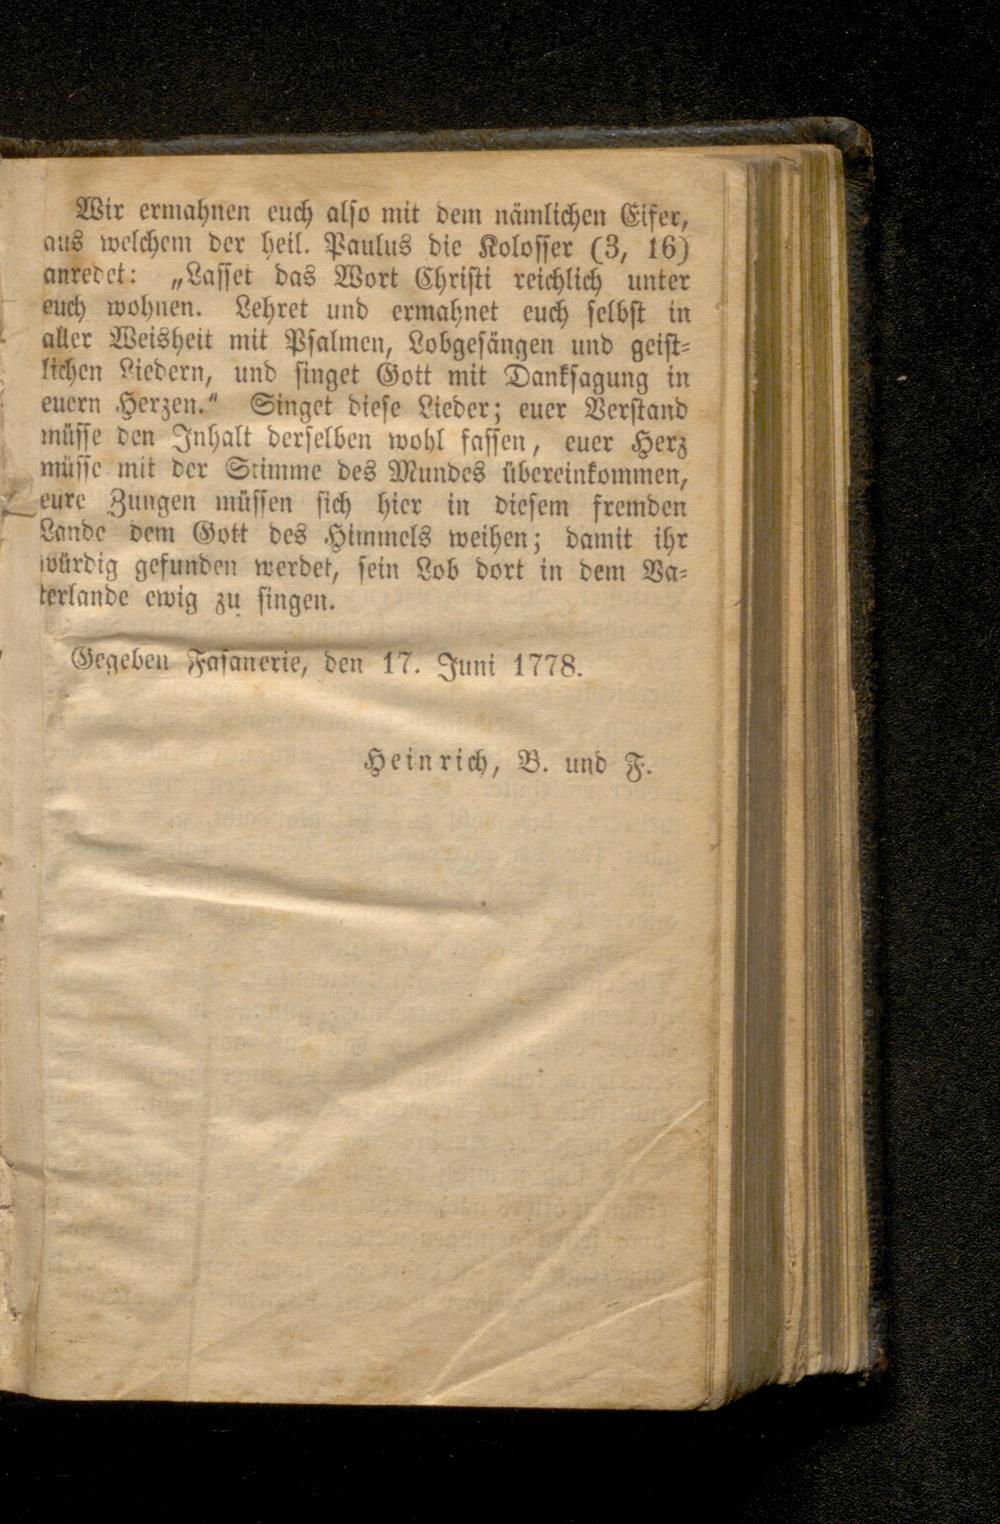 Wir ermahnen euch also mit dem nämlichen Eifer,
aus welchem der heil. Paulus die Kolosser (3, 16)
anredet: „Lasset das Wort Christi reichlich unter
euch wohnen. Lehret und ermahnet euch selbst in
aller Weisheit mit Psalmen, Lobgesängen und geist-
lichen Liedern, und singet Gott mit Danksagung in
euern Herzen.“ Singet diese Lieder; euer Verstand
müsse den Inhalt derselben wohl fassen, euer Herz
müsse mit der Stimme des Mundes übereinkommen,
eure Zungen müssen sich hier in diesem fremden
Lande dem Gott des Himmels weihen; damit ihr
würdig gefunden werdet, sein Lob dort in dem Va-
terlande ewig zu singen.
Gegeben Fasanerie, den 17. Juni 1778.
Heinrich, B. und F.